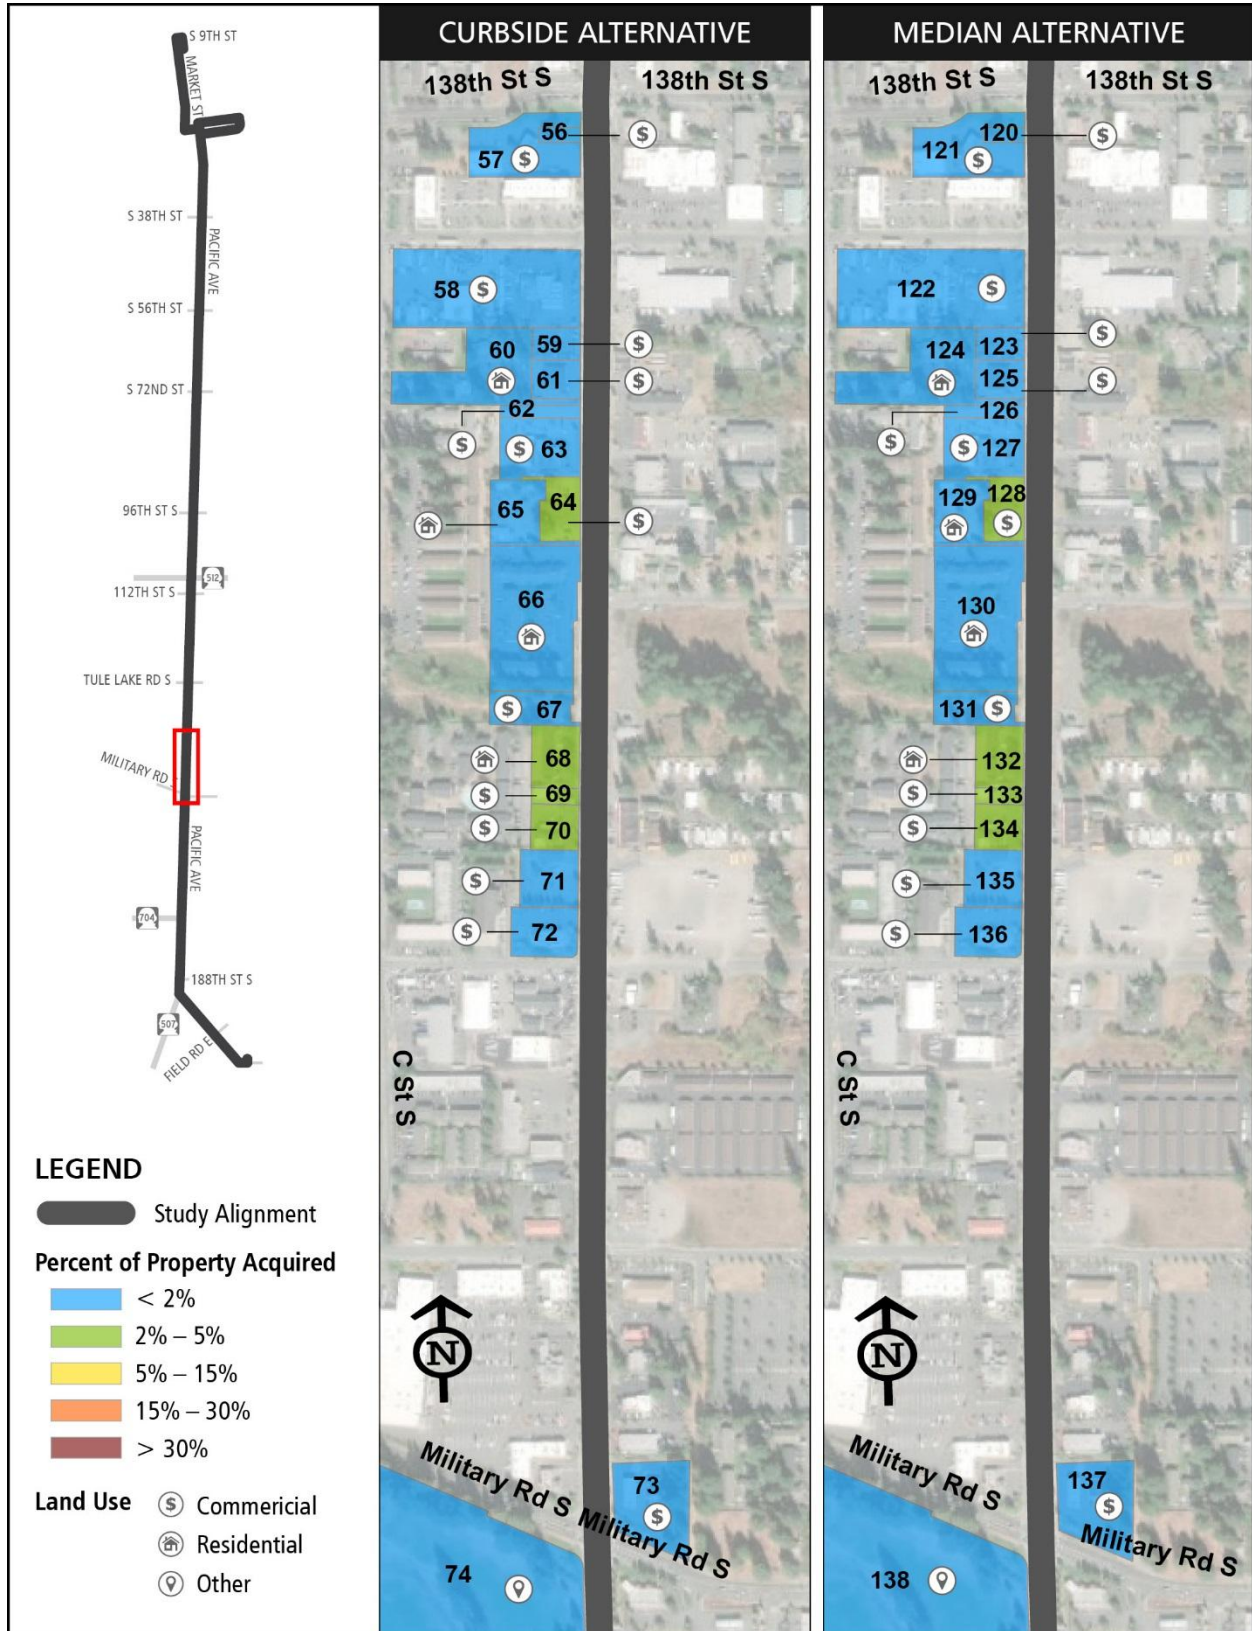 S 9TH ST
MARKET ST
S 38TH ST
PACIFIC AVE
S 56TH ST
S 72ND ST
96TH ST S
512
112TH ST S
TULE LAKE RD S
MILITARY RD
PACIFIC AVE
704
188TH ST S
507
FIELD RD E
LEGEND
Study Alignment
Percent of Property Acquired
< 2%
2% – 5%
5% – 15%
15% – 30%
> 30%
Land Use
$ Commericial
Residential
Other
CURBSIDE ALTERNATIVE
138th St S
138th St S
56
$
57 $
58 $
59
$
60
61
$
62
$
$ 63
64
$
65
66
$ 67
68
$
69
$
70
$
71
$
72
C St S
N
Military Rd S
73
$
Military Rd S
74
MEDIAN ALTERNATIVE
138th St S
138th St S
120
$
121 $
122 $
123
$
124
125
$
126
$
$ 127
128
$
129
130
131 $
132
$
133
$
134
$
135
$
136
C St S
N
Military Rd S
137
$
Military Rd S
138